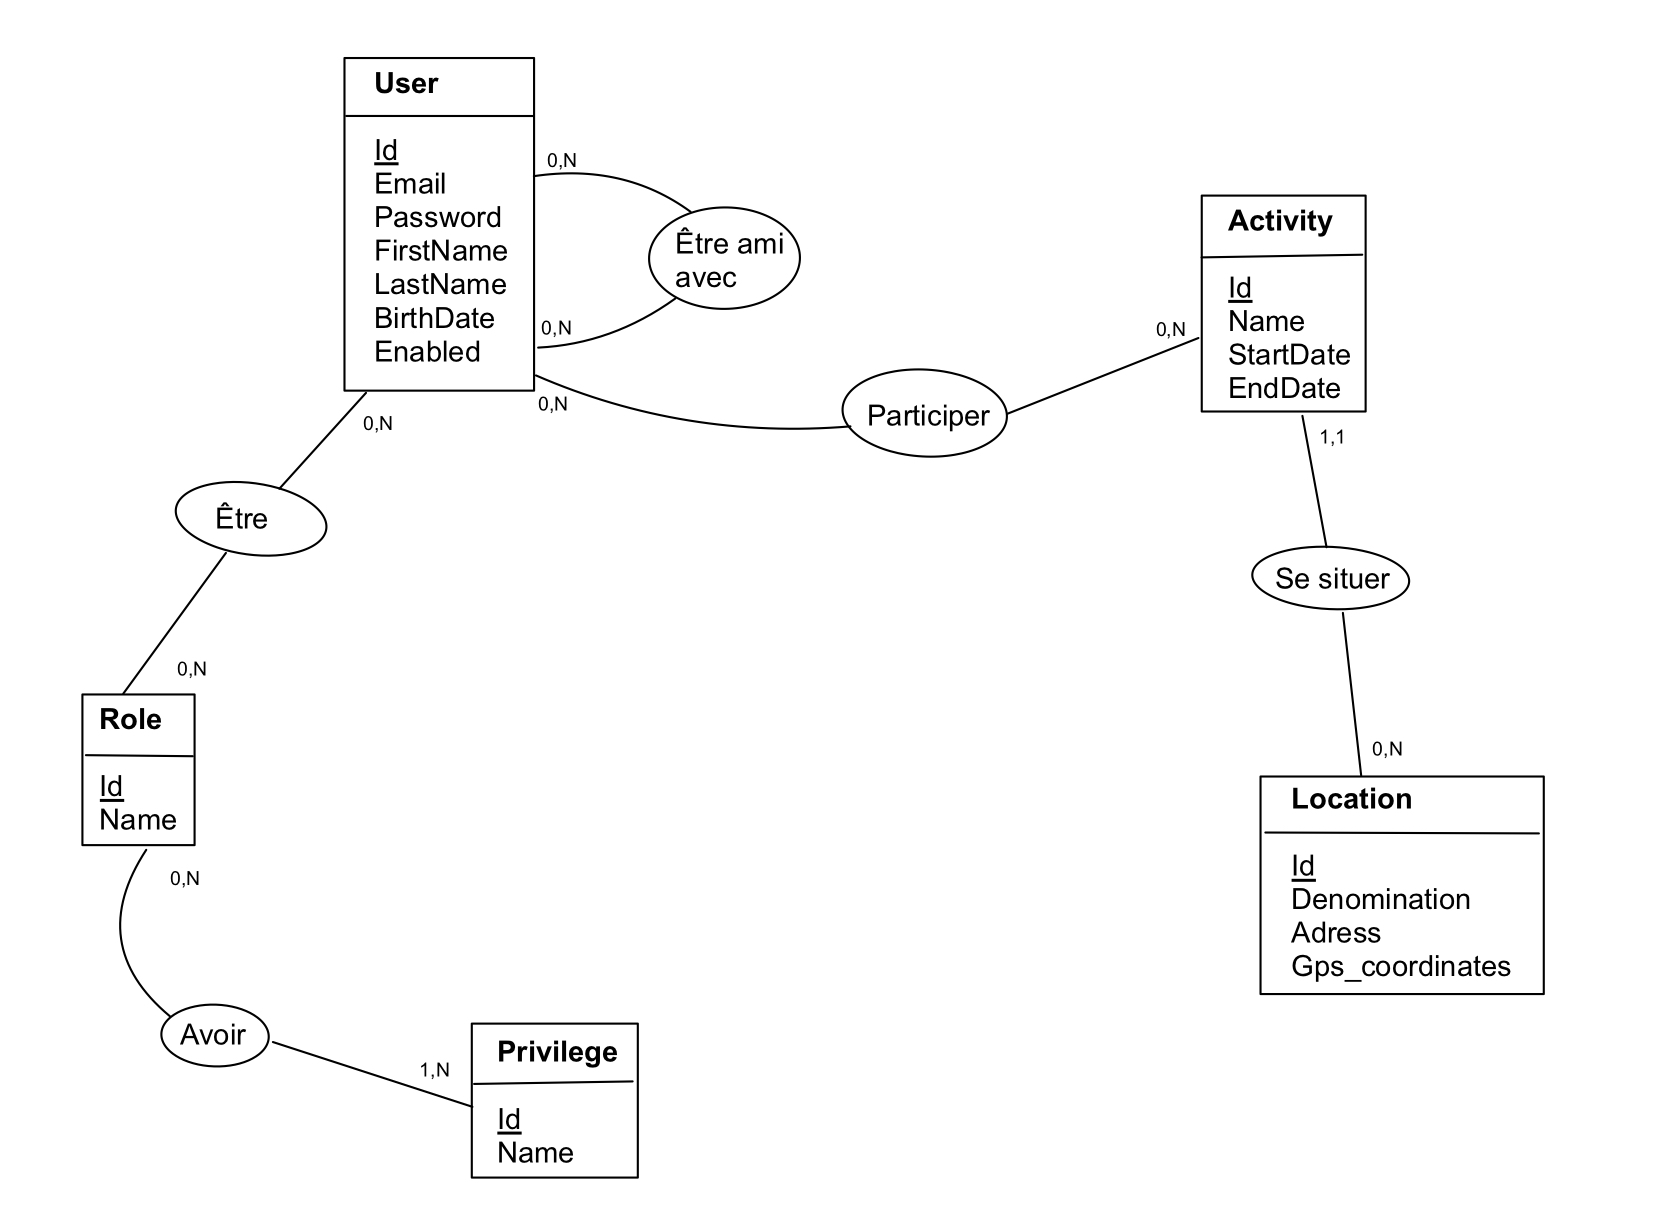 User
Id
Email
Password
FirstName
LastName
BirthDate
Enabled
0,N
Être ami
avec
0,N
0,N
Participer
0,N
Activity
Id
Name
StartDate
EndDate
1,1
Se situer
0,N
Location
Id
Denomination
Adress
Gps_coordinates
0,N
Être
0,N
Role
Id
Name
0,N
Avoir
1,N
Privilege
Id
Name